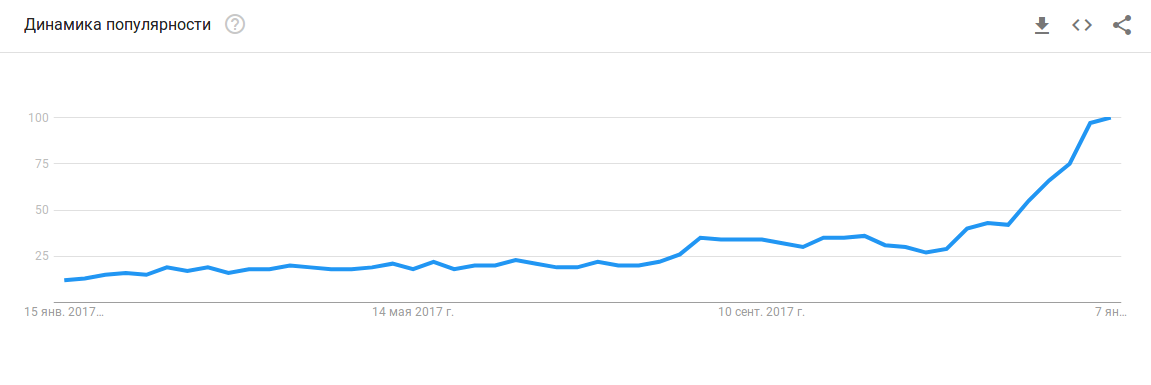 Динамика популярности ?
100
75
50
25
15 янв. 2017…
14 мая 2017 г.
10 сент. 2017 г.
7 ян…